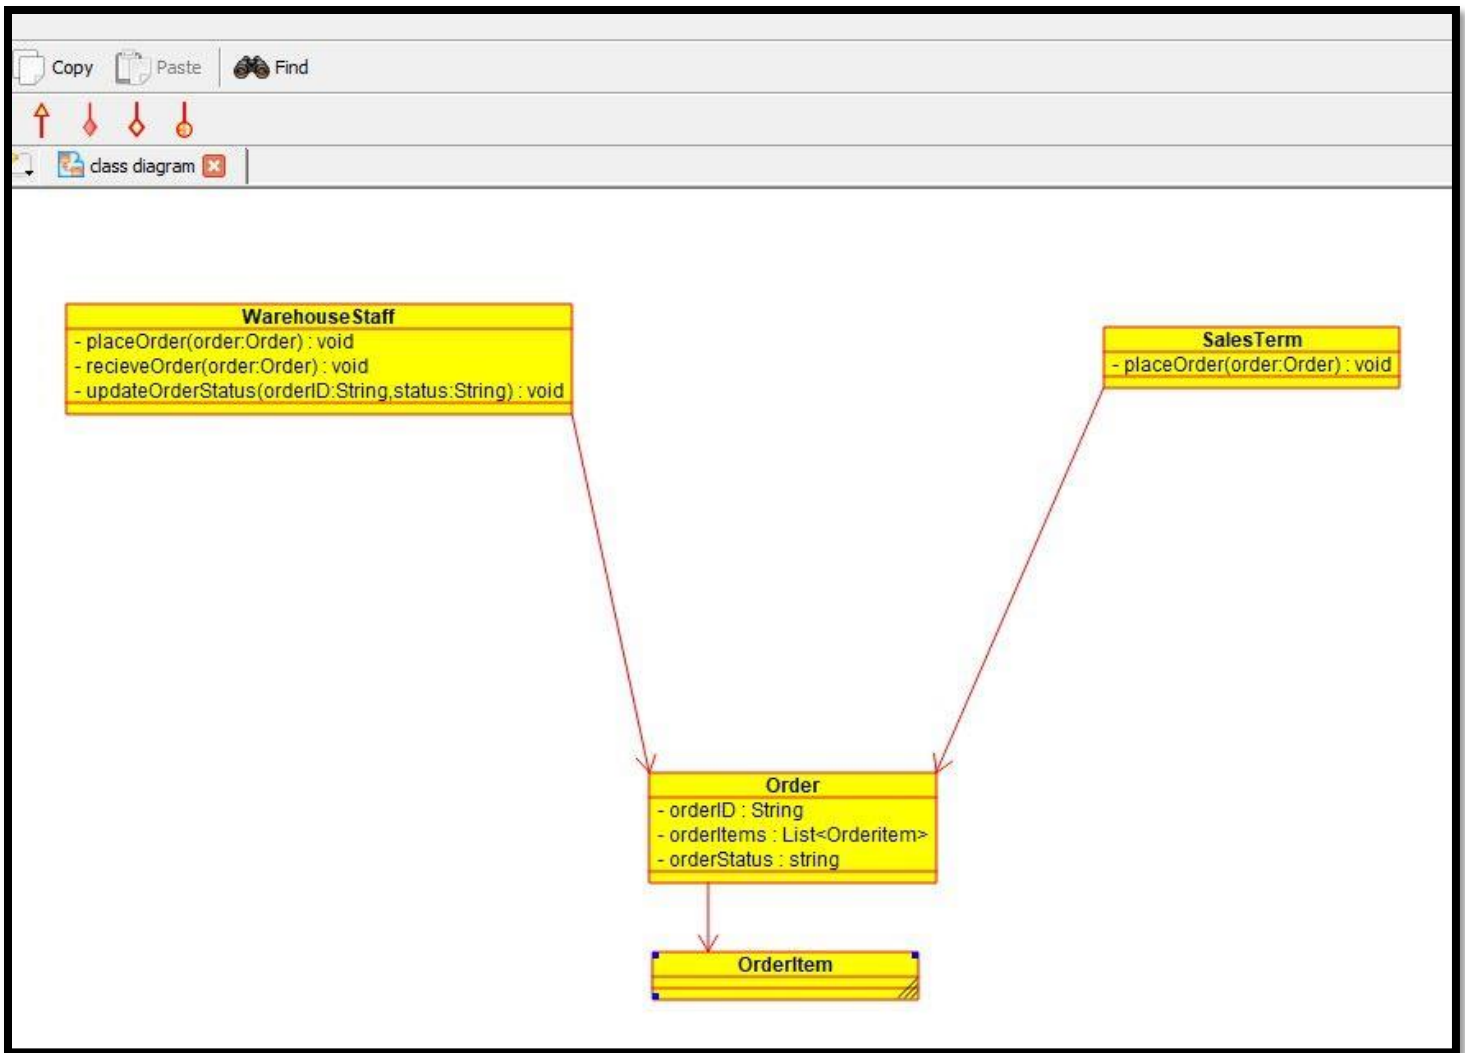 Copy Paste Find
class diagram
WarehouseStaff
- placeOrder(order:Order) : void
- recieveOrder(order:Order) : void
- updateOrderStatus(orderID:String,status:String) : void
SalesTerm
- placeOrder(order:Order) : void
Order
- orderID : String
- orderItems : List<Orderitem>
- orderStatus : string
OrderItem